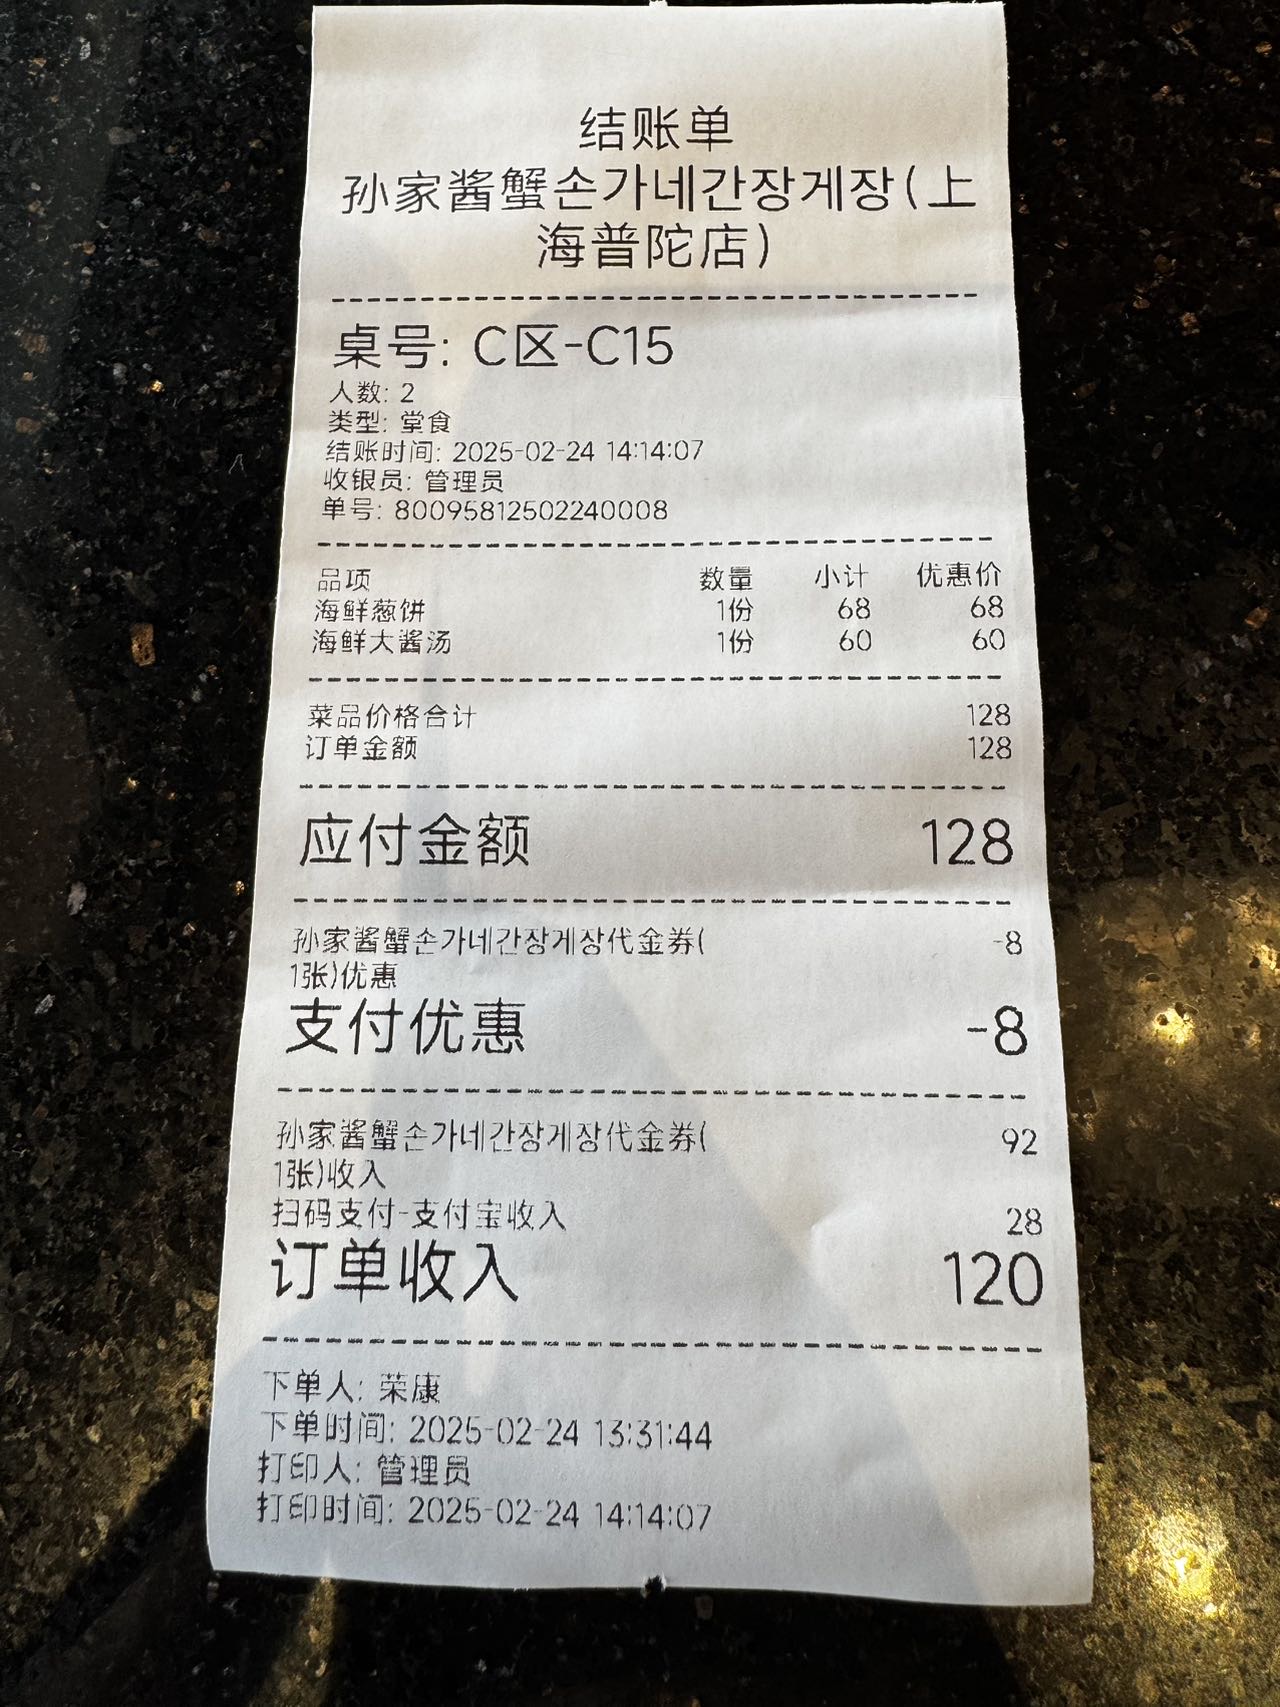 结账单
孙家酱蟹손가네간장게장(上
海普陀店)
桌号: C区-C15
人数: 2
类型: 堂食
结账时间: 2025-02-24 14:14:07
收银员: 管理员
单号: 80095812502240008
品项 数量 小计 优惠价
海鲜葱饼 1份 68 68
海鲜大酱汤 1份 60 60
菜品价格合计 128
订单金额 128
应付金额 128
孙家酱蟹손가네간장게장代金券( -8
1张)优惠
支付优惠 -8
孙家酱蟹손가네간장게장代金券( 92
1张)收入
扫码支付-支付宝收入 28
订单收入 120
下单人: 荣康
下单时间: 2025-02-24 13:31:44
打印人: 管理员
打印时间: 2025-02-24 14:14:07